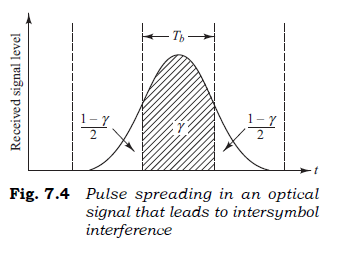 Received signal level
T_b
1 – γ
2
γ
1 – γ
2
t
Fig. 7.4 Pulse spreading in an optical
signal that leads to intersymbol
interference